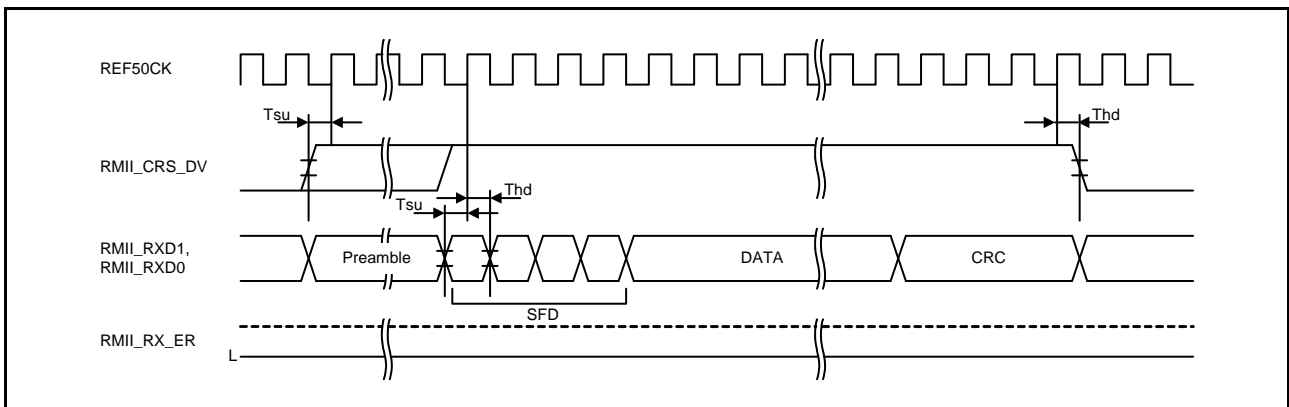 REF50CK
Tsu
Thd
RMII_CRS_DV
Thd
Tsu
RMII_RXD1,
RMII_RXD0
Preamble
DATA
CRC
SFD
RMII_RX_ER
L